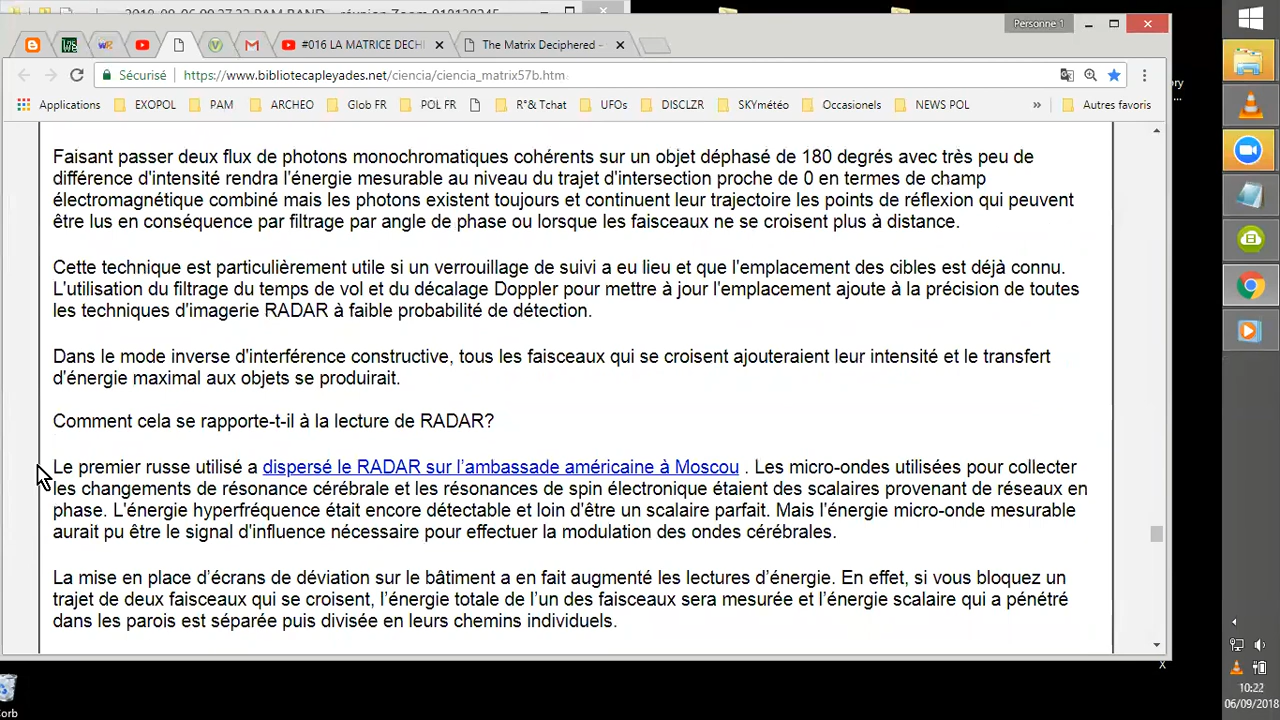 Personne 1
#016 LA MATRICE DECH
The Matrix Deciphered -
Sécurisé
https://www.bibliotecapleyades.net/ciencia/ciencia_matrix57b.htm
Applications EXOPOL PAM ARCHEO Glob FR POL FR R°& Tchat UFOs DISCLZR SKYmétéo Occasionels NEWS POL » Autres favoris
Faisant passer deux flux de photons monochromatiques cohérents sur un objet déphasé de 180 degrés avec très peu de
différence d'intensité rendra l'énergie mesurable au niveau du trajet d'intersection proche de 0 en termes de champ
électromagnétique combiné mais les photons existent toujours et continuent leur trajectoire les points de réflexion qui peuvent
être lus en conséquence par filtrage par angle de phase ou lorsque les faisceaux ne se croisent plus à distance.
Cette technique est particulièrement utile si un verrouillage de suivi a eu lieu et que l'emplacement des cibles est déjà connu.
L'utilisation du filtrage du temps de vol et du décalage Doppler pour mettre à jour l'emplacement ajoute à la précision de toutes
les techniques d'imagerie RADAR à faible probabilité de détection.
Dans le mode inverse d'interférence constructive, tous les faisceaux qui se croisent ajouteraient leur intensité et le transfert
d'énergie maximal aux objets se produirait.
Comment cela se rapporte-t-il à la lecture de RADAR?
Le premier russe utilisé a dispersé le RADAR sur l'ambassade américaine à Moscou . Les micro-ondes utilisées pour collecter
les changements de résonance cérébrale et les résonances de spin électronique étaient des scalaires provenant de réseaux en
phase. L'énergie hyperfréquence était encore détectable et loin d'être un scalaire parfait. Mais l'énergie micro-onde mesurable
aurait pu être le signal d'influence nécessaire pour effectuer la modulation des ondes cérébrales.
La mise en place d'écrans de déviation sur le bâtiment a en fait augmenté les lectures d'énergie. En effet, si vous bloquez un
trajet de deux faisceaux qui se croisent, l'énergie totale de l'un des faisceaux sera mesurée et l'énergie scalaire qui a pénétré
dans les parois est séparée puis divisée en leurs chemins individuels.
10:22
06/09/2018